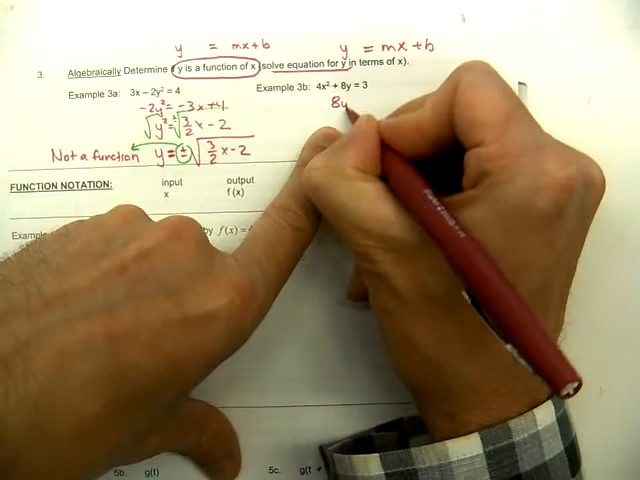 y = mx+b y = mx+b
3. Algebraically Determine if y is a function of x (solve equation for y in terms of x).
Example 3a: 3x − 2y² = 4 Example 3b: 4x² + 8y = 3
-2y² = -3x+4 8y
√y² = √3/2 x - 2
Not a function y = ± √3/2 x - 2
FUNCTION NOTATION: input output
x f (x)
Example by f(x) =
5b. g(t) 5c. g(t +